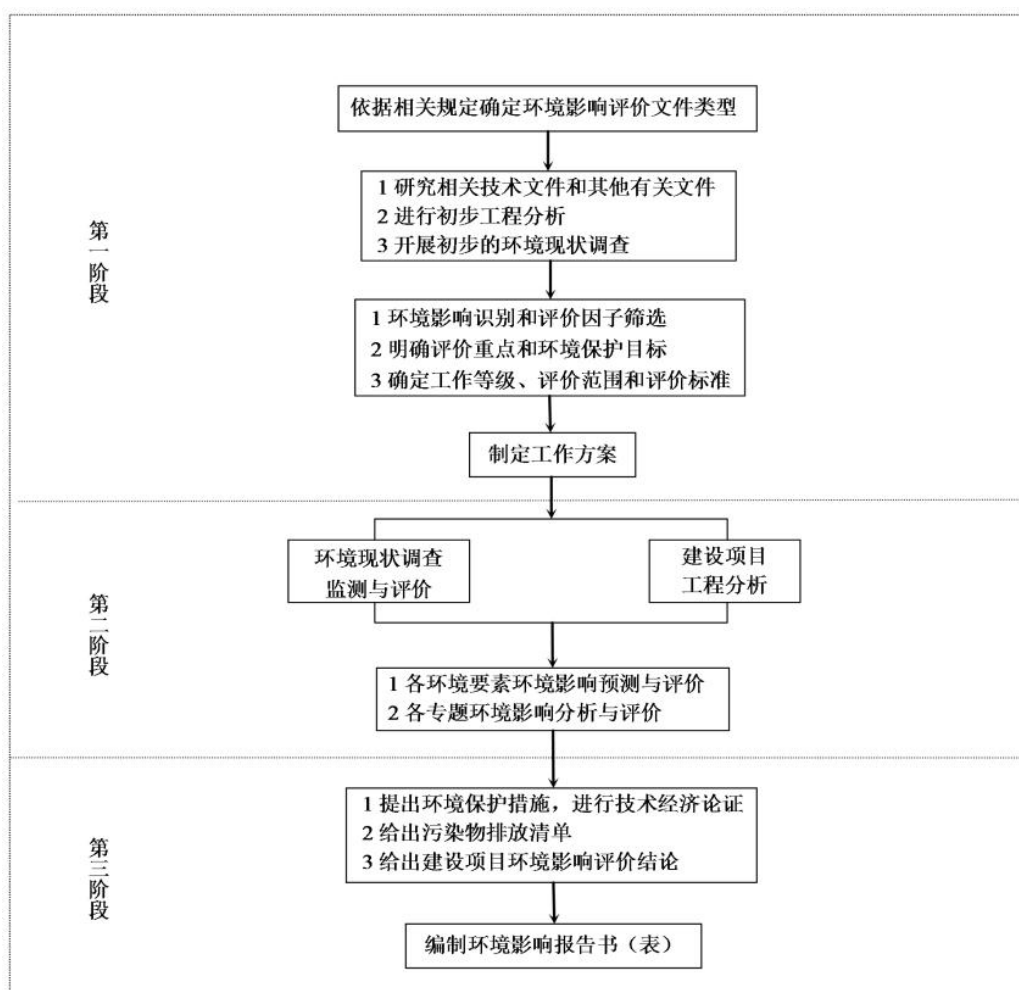 第一阶段
依据相关规定确定环境影响评价文件类型
1 研究相关技术文件和其他有关文件
2 进行初步工程分析
3 开展初步的环境现状调查
1 环境影响识别和评价因子筛选
2 明确评价重点和环境保护目标
3 确定工作等级、评价范围和评价标准
制定工作方案
第二阶段
环境现状调查
监测与评价
建设项目
工程分析
1 各环境要素环境影响预测与评价
2 各专题环境影响分析与评价
第三阶段
1 提出环境保护措施，进行技术经济论证
2 给出污染物排放清单
3 给出建设项目环境影响评价结论
编制环境影响报告书（表）